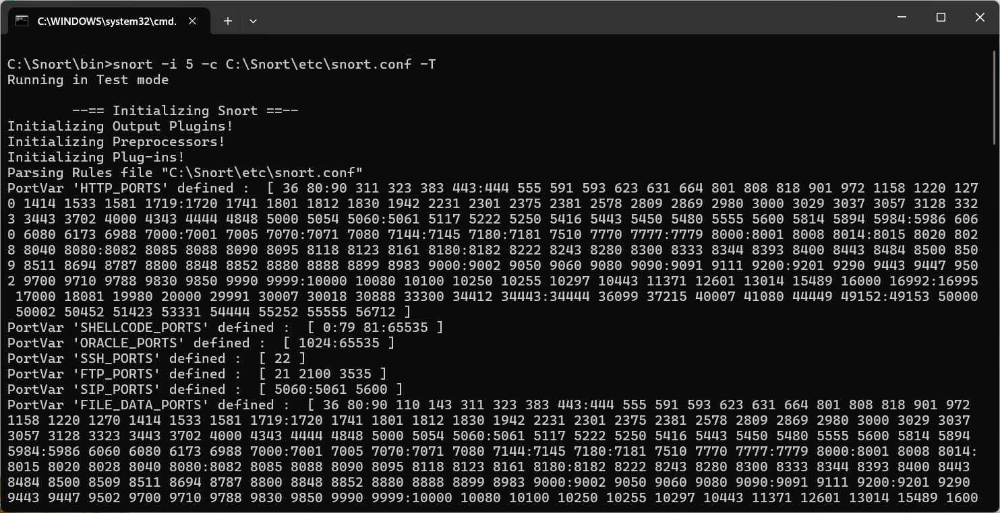 C:\WINDOWS\system32\cmd.
C:\Snort\bin>snort -i 5 -c C:\Snort\etc\snort.conf -T
Running in Test mode
--== Initializing Snort ==--
Initializing Output Plugins!
Initializing Preprocessors!
Initializing Plug-ins!
Parsing Rules file "C:\Snort\etc\snort.conf"
PortVar 'HTTP_PORTS' defined :  [ 36 80:90 311 323 383 443:444 555 591 593 623 631 664 801 808 818 901 972 1158 1220 127
0 1414 1533 1581 1719:1720 1741 1801 1812 1830 1942 2231 2301 2375 2381 2578 2809 2869 2980 3000 3029 3037 3057 3128 332
3 3443 3702 4000 4343 4444 4848 5000 5054 5060:5061 5117 5222 5250 5416 5443 5450 5480 5555 5600 5814 5894 5984:5986 606
0 6080 6173 6988 7000:7001 7005 7070:7071 7080 7144:7145 7180:7181 7510 7770 7777:7779 8000:8001 8008 8014:8015 8020 802
8 8040 8080:8082 8085 8088 8090 8095 8118 8123 8161 8180:8182 8222 8243 8280 8300 8333 8344 8393 8400 8443 8484 8500 850
9 8511 8694 8787 8800 8848 8852 8880 8888 8899 8983 9000:9002 9050 9060 9080 9090:9091 9111 9200:9201 9290 9443 9447 950
2 9700 9710 9788 9830 9850 9990 9999:10000 10080 10100 10250 10255 10297 10443 11371 12601 13014 15489 16000 16992:16995
17000 18081 19980 20000 29991 30007 30018 30888 33300 34412 34443:34444 36099 37215 40007 41080 44449 49152:49153 50000
50002 50452 51423 53331 54444 55252 55555 56712 ]
PortVar 'SHELLCODE_PORTS' defined :  [ 0:79 81:65535 ]
PortVar 'ORACLE_PORTS' defined :  [ 1024:65535 ]
PortVar 'SSH_PORTS' defined :  [ 22 ]
PortVar 'FTP_PORTS' defined :  [ 21 2100 3535 ]
PortVar 'SIP_PORTS' defined :  [ 5060:5061 5600 ]
PortVar 'FILE_DATA_PORTS' defined :  [ 36 80:90 110 143 311 323 383 443:444 555 591 593 623 631 664 801 808 818 901 972
1158 1220 1270 1414 1533 1581 1719:1720 1741 1801 1812 1830 1942 2231 2301 2375 2381 2578 2809 2869 2980 3000 3029 3037
3057 3128 3323 3443 3702 4000 4343 4444 4848 5000 5054 5060:5061 5117 5222 5250 5416 5443 5450 5480 5555 5600 5814 5894
5984:5986 6060 6080 6173 6988 7000:7001 7005 7070:7071 7080 7144:7145 7180:7181 7510 7770 7777:7779 8000:8001 8008 8014:
8015 8020 8028 8040 8080:8082 8085 8088 8090 8095 8118 8123 8161 8180:8182 8222 8243 8280 8300 8333 8344 8393 8400 8443
8484 8500 8509 8511 8694 8787 8800 8848 8852 8880 8888 8899 8983 9000:9002 9050 9060 9080 9090:9091 9111 9200:9201 9290
9443 9447 9502 9700 9710 9788 9830 9850 9990 9999:10000 10080 10100 10250 10255 10297 10443 11371 12601 13014 15489 1600